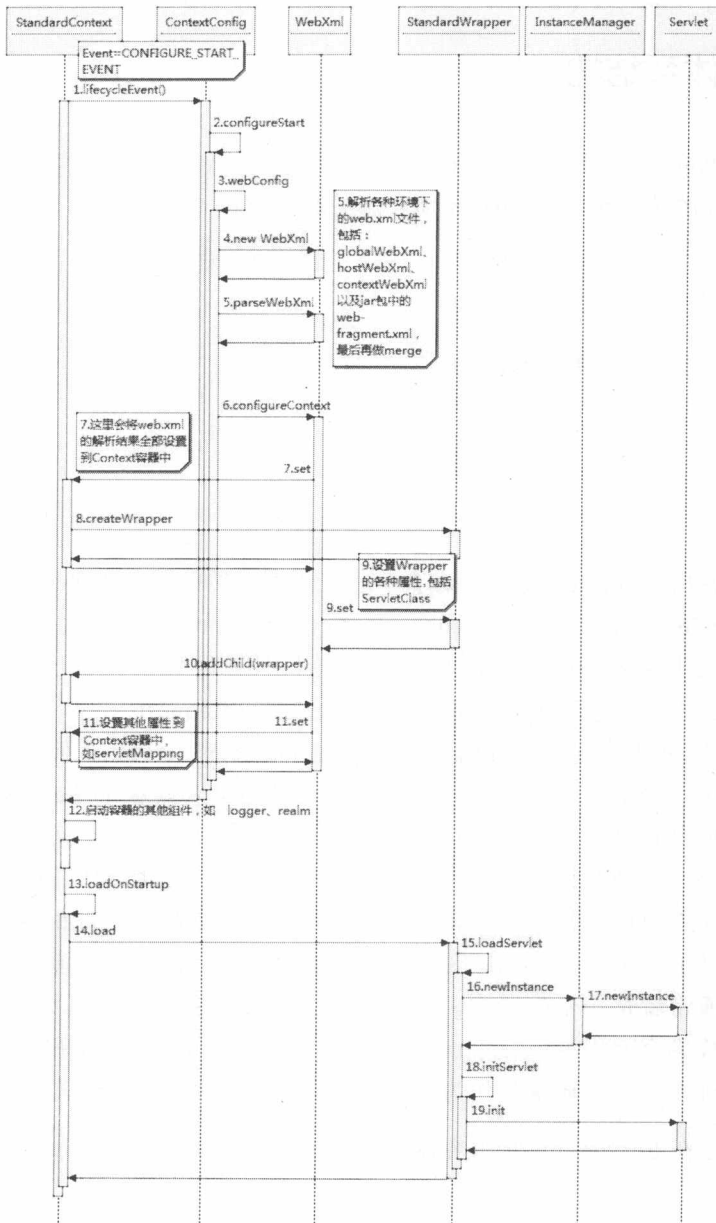 StandardContext
ContextConfig
WebXml
StandardWrapper
InstanceManager
Servlet
Event=CONFIGURE_START_
EVENT
1.lifecycleEvent()
2.configureStart
3.webConfig
4.new WebXml
5.解析各种环境下
的web.xml文件，
包括：
globalWebXml、
hostWebXml、
contextWebXml
以及jar包中的
web-
fragment.xml，
最后再做merge
5.parseWebXml
6.configureContext
7.这里会将web.xml
的解析结果全部设置
到Context容器中
7.set
8.createWrapper
9.设置Wrapper
的各种属性,包括
ServletClass
9.set
10.addChild(wrapper)
11.设置其他属性到
Context容器中，
如servletMapping
11.set
12.启动容器的其他组件，如 logger、realm
13.loadOnStartup
14.load
15.loadServlet
16.newInstance
17.newInstance
18.initServlet
19.init